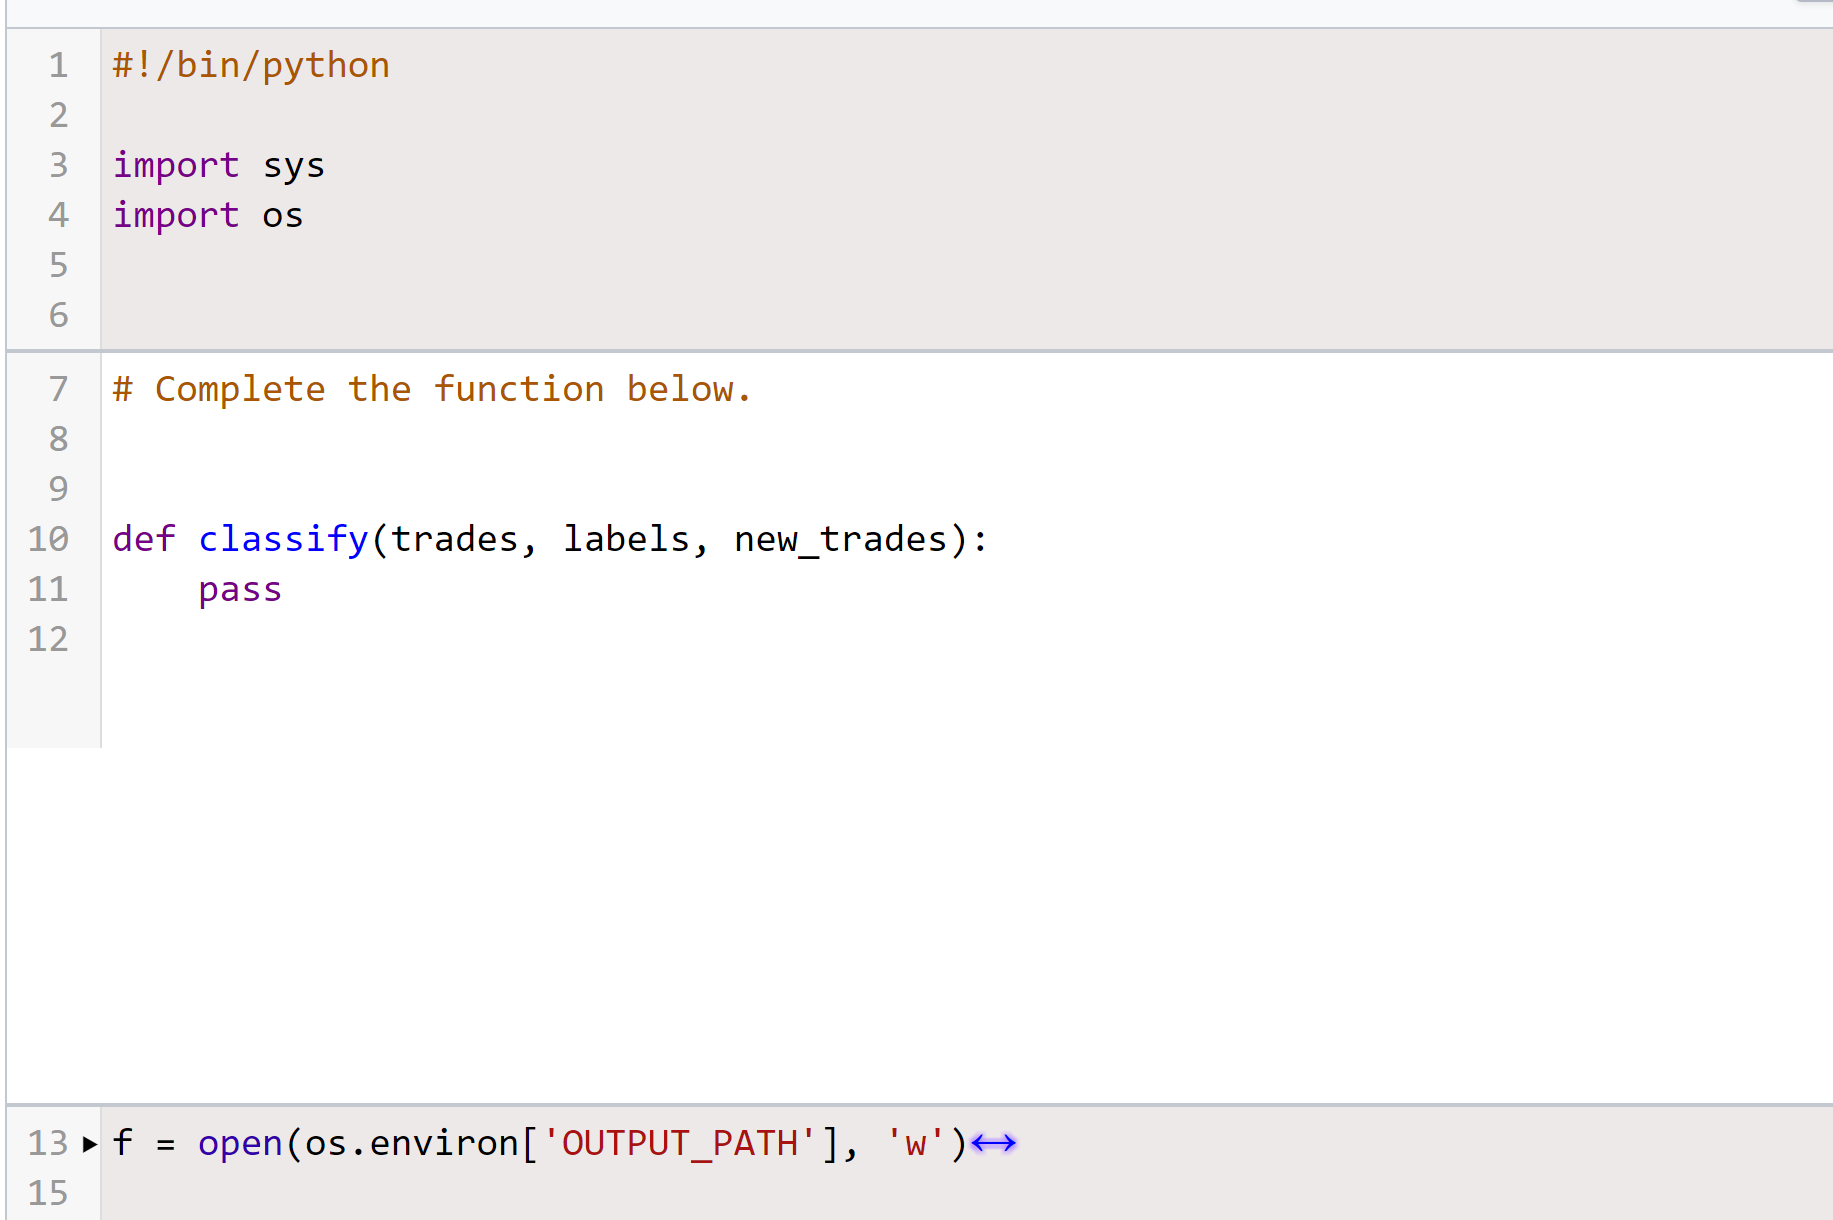 1 #!/bin/python
2
3 import sys
4 import os
5
6
7 # Complete the function below.
8
9
10 def classify(trades, labels, new_trades):
11     pass
12
13 f = open(os.environ['OUTPUT_PATH'], 'w')↔
15